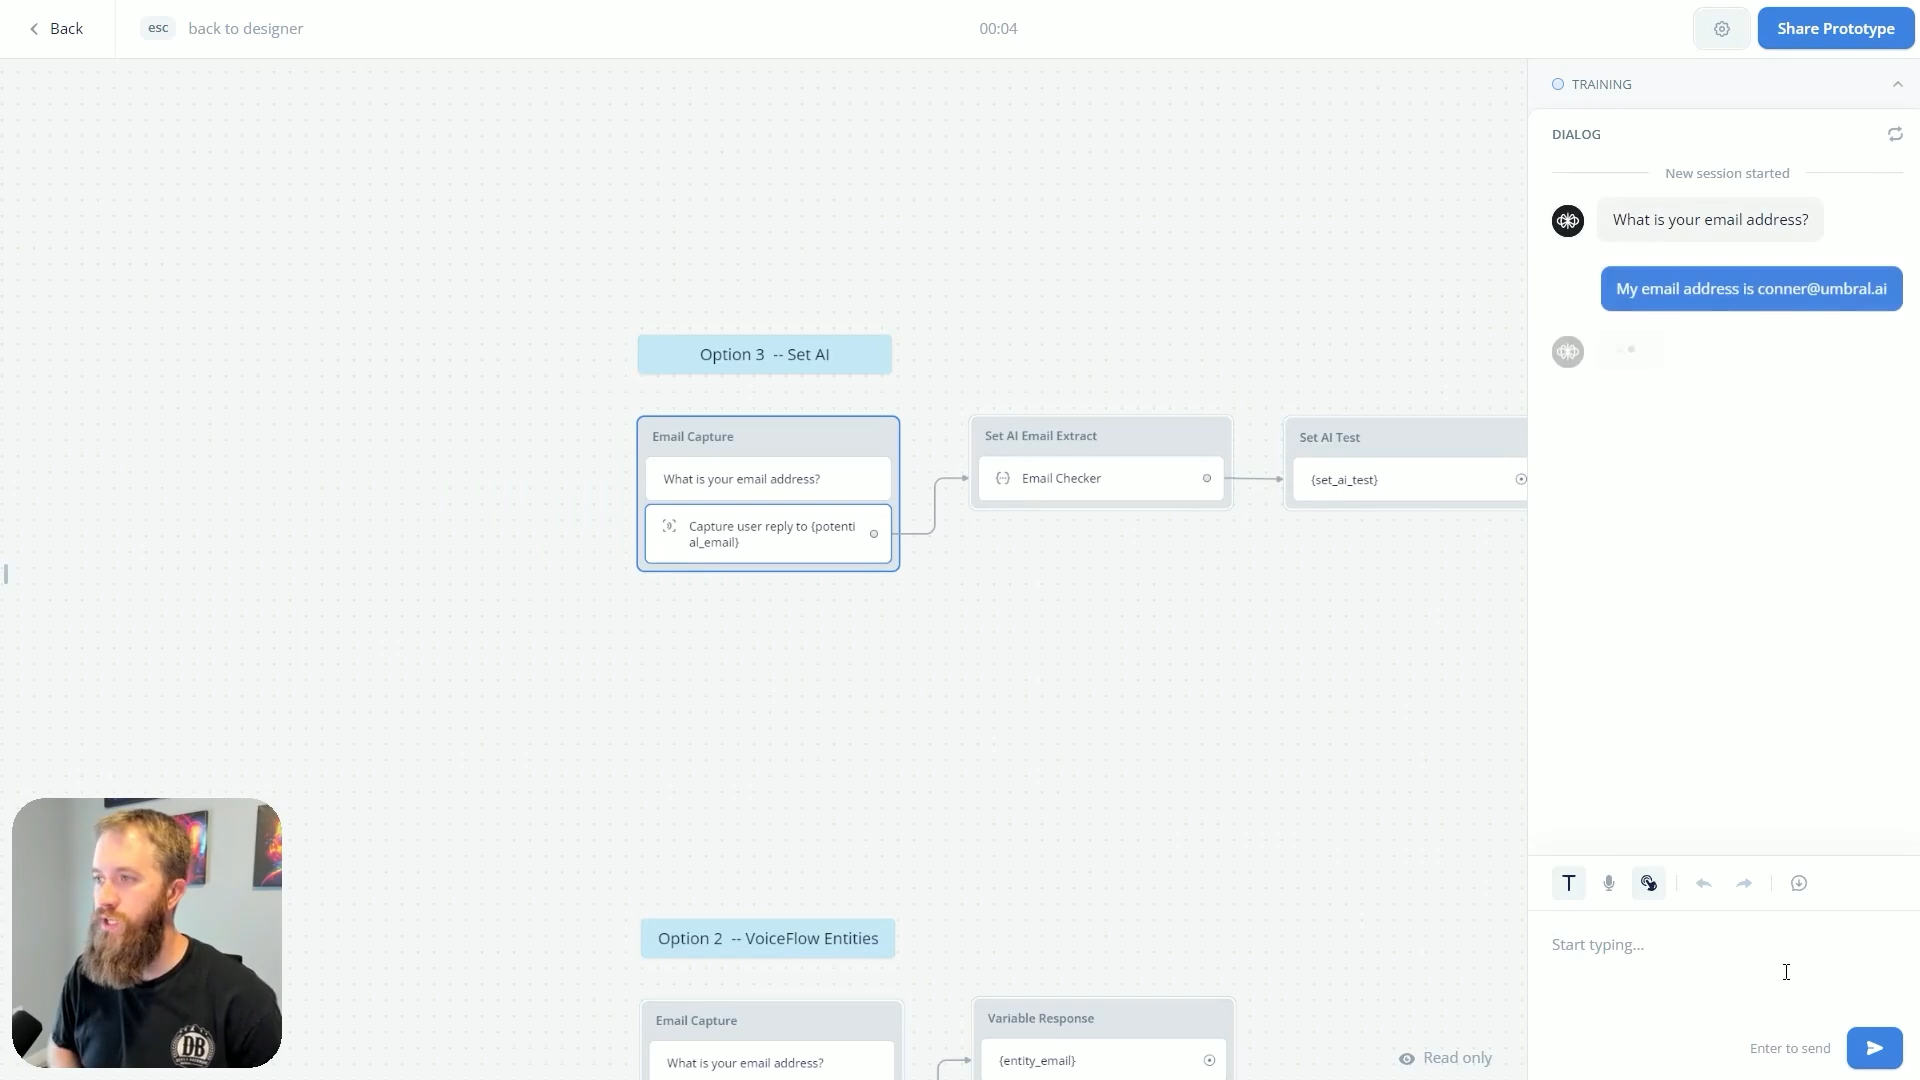 Back
esc
back to designer
00:04
Share Prototype
TRAINING
DIALOG
New session started
What is your email address?
My email address is conner@umbral.ai
Option 3 -- Set AI
Email Capture
What is your email address?
Capture user reply to {potenti
al_email}
Set AI Email Extract
Email Checker
Set AI Test
{set_ai_test}
Option 2 -- VoiceFlow Entities
Email Capture
What is your email address?
Variable Response
{entity_email}
Read only
T
Start typing...
Enter to send
DB